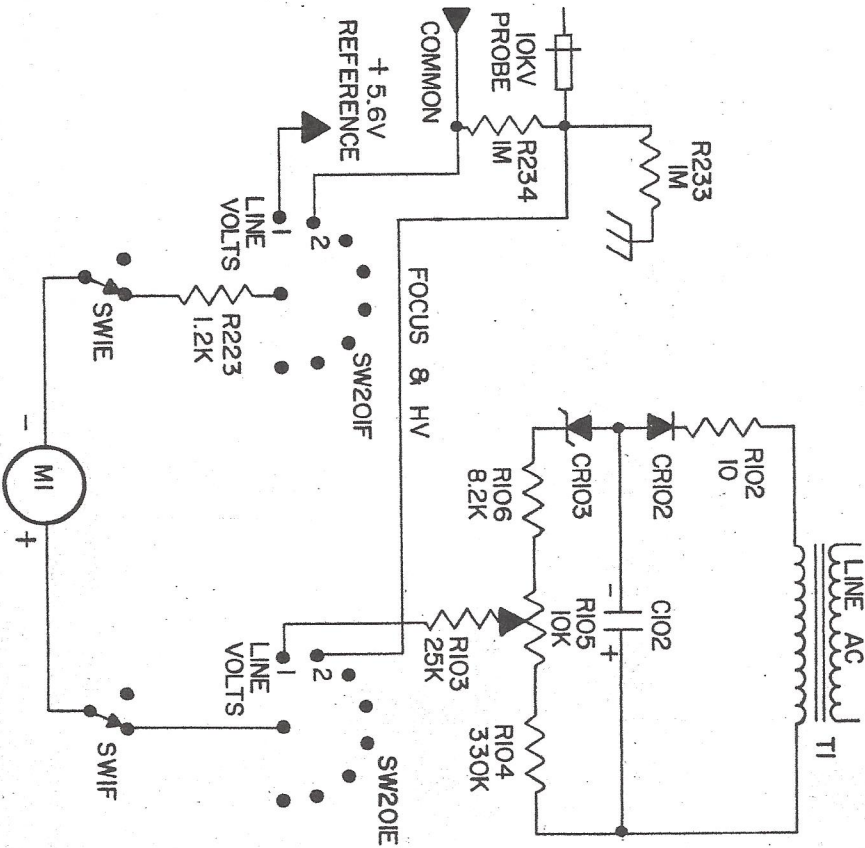 LINE AC
T1
R102
10
CR102
C102
-
+
CR103
R106
8.2K
R105
10K
R104
330K
R103
25K
R233
1M
10KV
PROBE
R234
1M
COMMON
+ 5.6V
REFERENCE
FOCUS & HV
1
2
LINE
VOLTS
SW201F
R223
1.2K
SW1E
1
2
LINE
VOLTS
SW201E
SW1F
-
M1
+